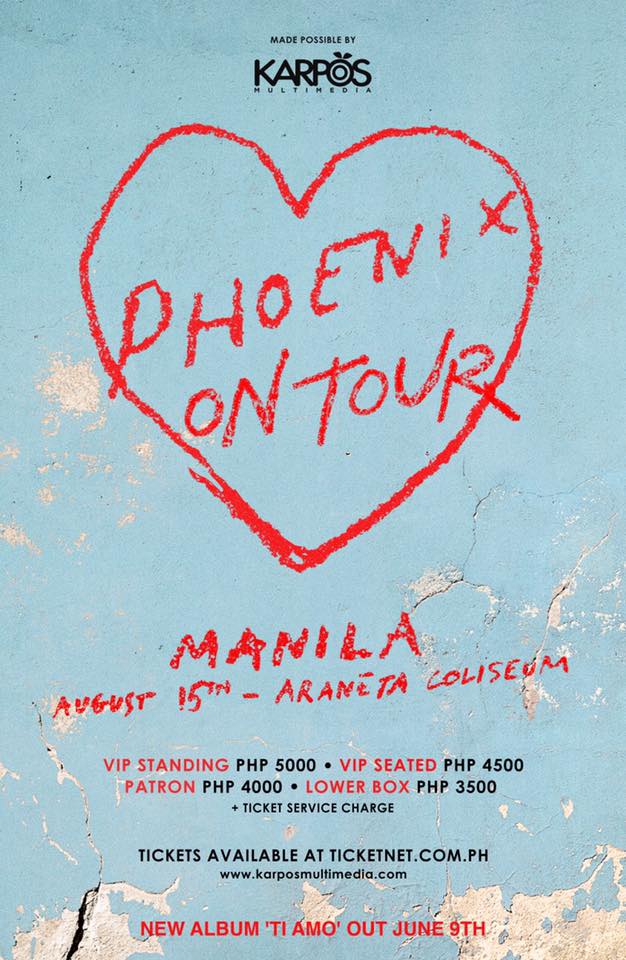 MADE POSSIBLE BY
KARPOS
MULTIMEDIA
PHOENIX
ON TOUR
MANILA
AUGUST 15TH - ARANETA COLISEUM
VIP STANDING PHP 5000 • VIP SEATED PHP 4500
PATRON PHP 4000 • LOWER BOX PHP 3500
+ TICKET SERVICE CHARGE
TICKETS AVAILABLE AT TICKETNET.COM.PH
www.karposmultimedia.com
NEW ALBUM 'TI AMO' OUT JUNE 9TH